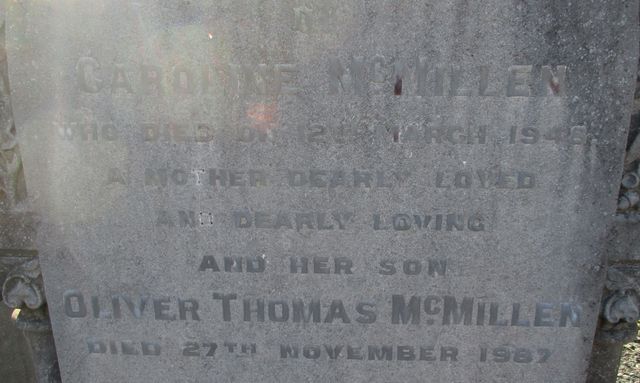 CAROLINE McMILLEN
WHO DIED ON 12TH MARCH 1946
A MOTHER DEARLY LOVED
AND DEARLY LOVING
AND HER SON
OLIVER THOMAS McMILLEN
DIED 27TH NOVEMBER 1987